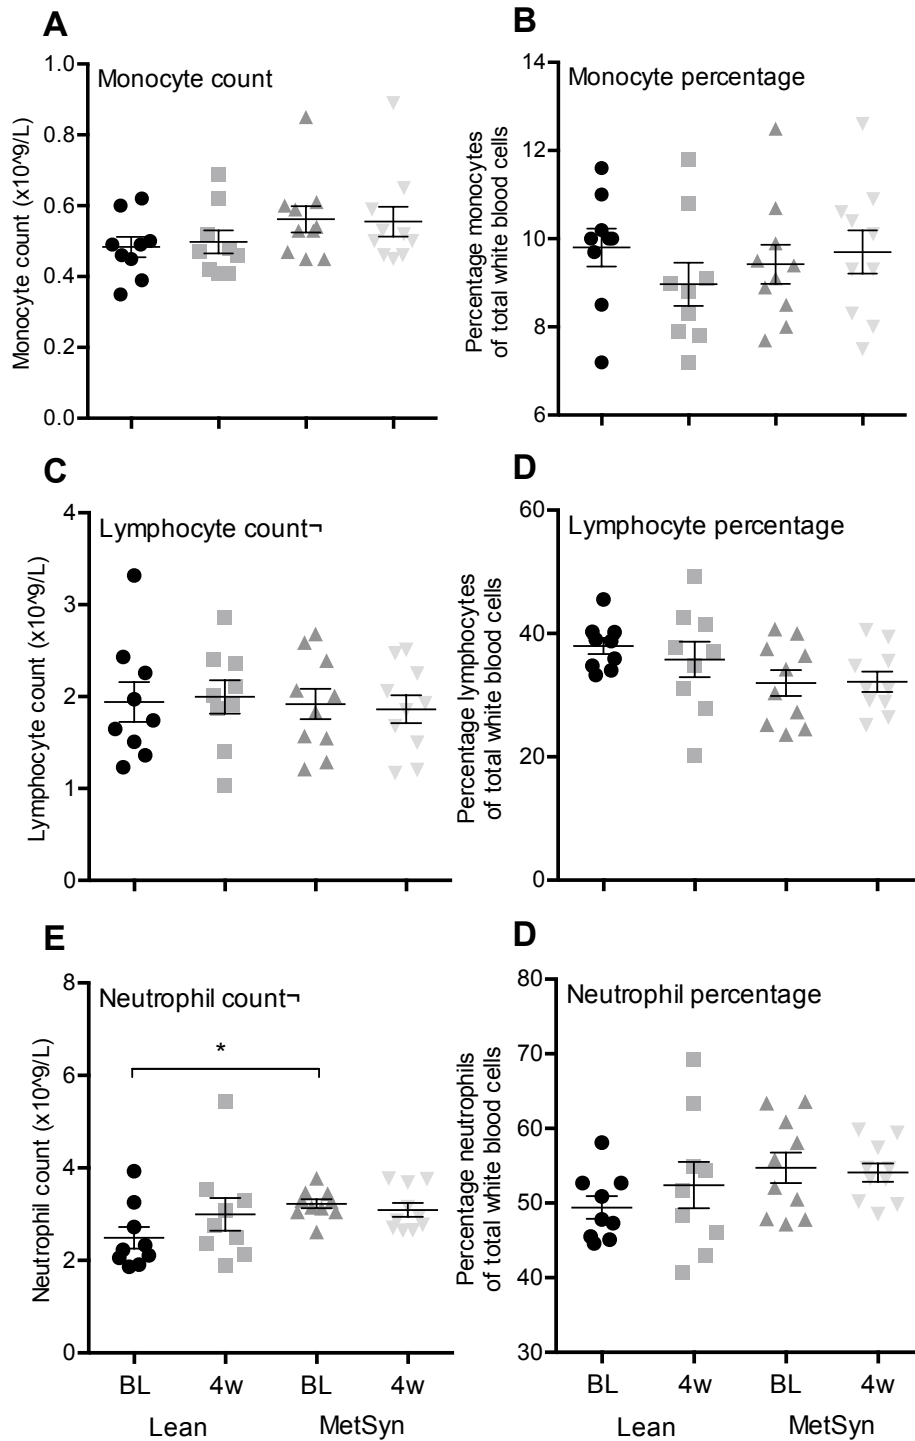 A
Monocyte count
Monocyte count (x10^9/L)
1.0
0.8
0.6
0.4
0.2
0.0
B
Monocyte percentage
Percentage monocytes
of total white blood cells
14
12
10
8
6
C
Lymphocyte count¬
Lymphocyte count (x10^9/L)
4
3
2
1
0
D
Lymphocyte percentage
Percentage lymphocytes
of total white blood cells
60
40
20
0
E
Neutrophil count¬
*
Neutrophil count (x10^9/L)
8
6
4
2
0
BL 4w BL 4w
Lean MetSyn
D
Neutrophil percentage
Percentage neutrophils
of total white blood cells
80
70
60
50
40
30
BL 4w BL 4w
Lean MetSyn